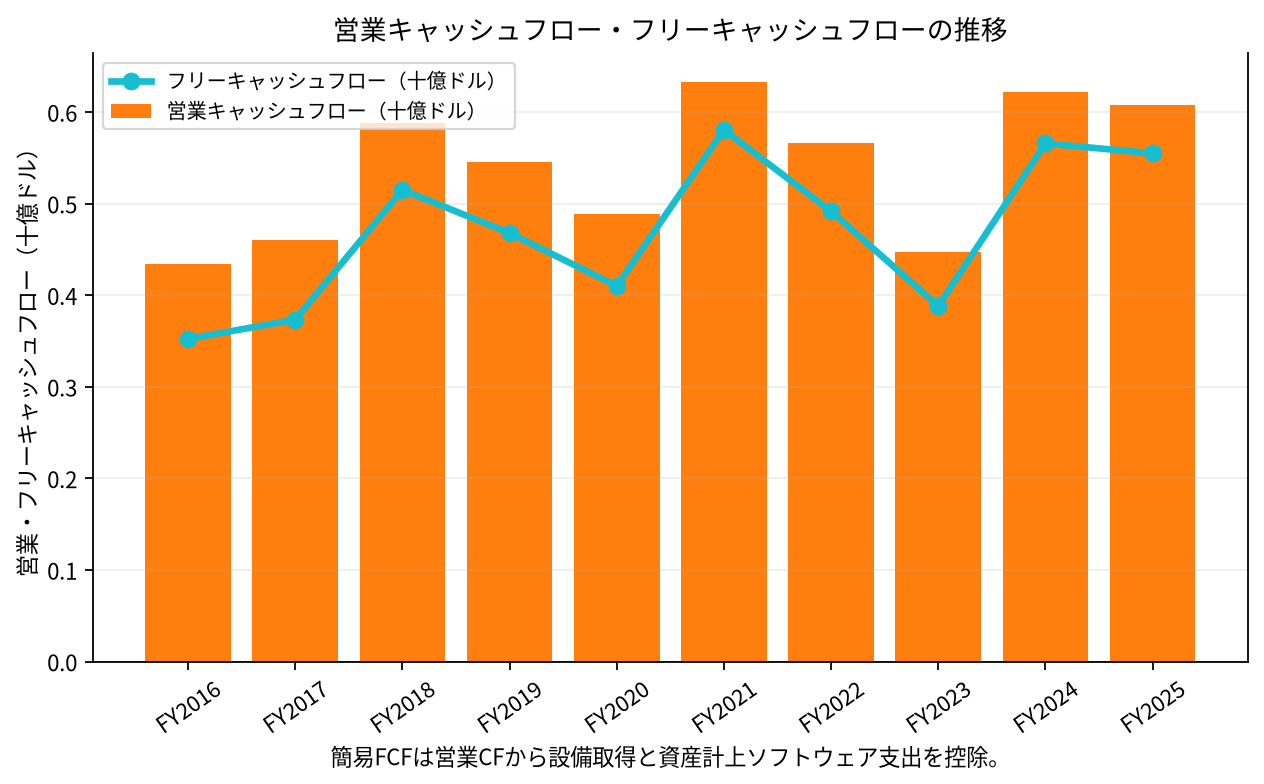 営業キャッシュフロー・フリーキャッシュフローの推移
フリーキャッシュフロー（十億ドル）
営業キャッシュフロー（十億ドル）
営業・フリーキャッシュフロー（十億ドル）
0.6
0.5
0.4
0.3
0.2
0.1
0.0
FY2016
FY2017
FY2018
FY2019
FY2020
FY2021
FY2022
FY2023
FY2024
FY2025
簡易FCFは営業CFから設備取得と資産計上ソフトウェア支出を控除。